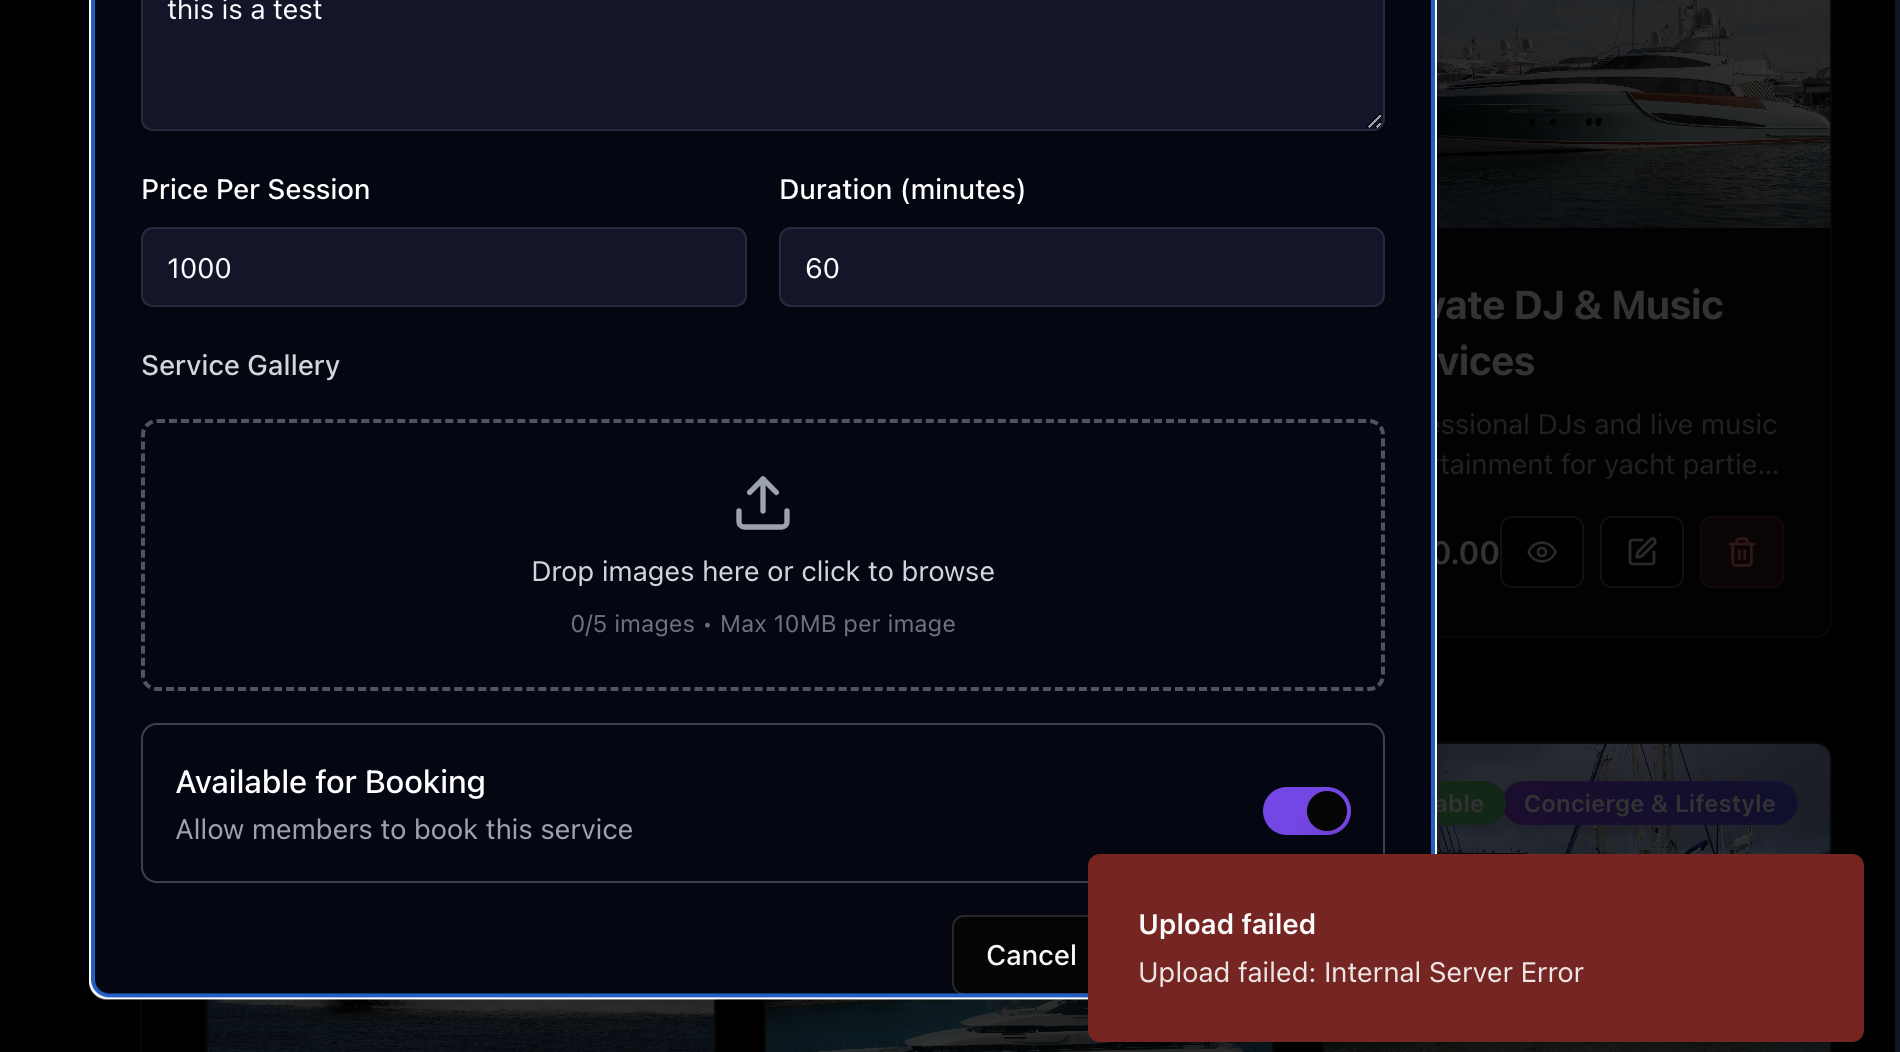 this is a test
Price Per Session
Duration (minutes)
1000
60
Service Gallery
Drop images here or click to browse
0/5 images • Max 10MB per image
Available for Booking
Allow members to book this service
Cancel
Upload failed
Upload failed: Internal Server Error
vate DJ & Music
vices
essional DJs and live music
tainment for yacht partie...
0.00
able
Concierge & Lifestyle